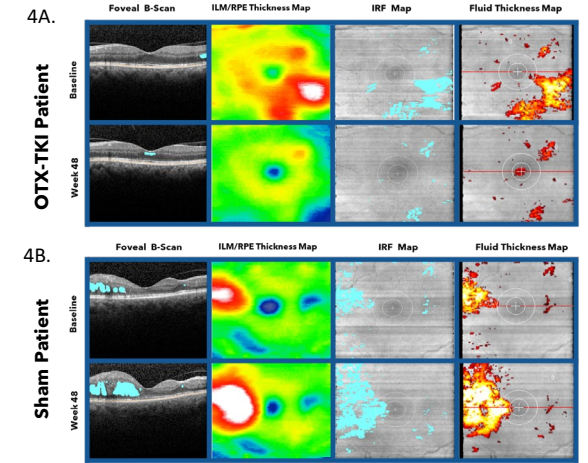 4A.
Foveal B-Scan ILM/RPE Thickness Map IRF Map Fluid Thickness Map
OTX-TKI Patient
Baseline
Week 48
4B.
Foveal B-Scan ILM/RPE Thickness Map IRF Map Fluid Thickness Map
Sham Patient
Baseline
Week 48